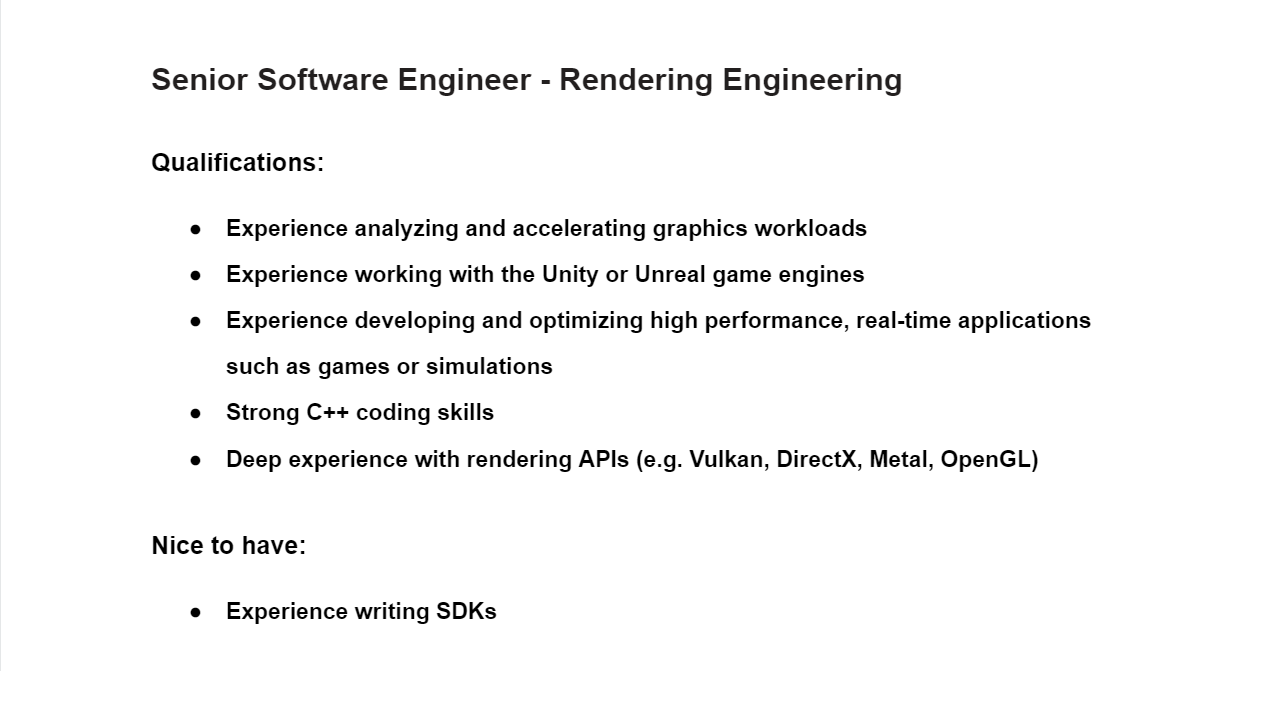 Senior Software Engineer - Rendering Engineering
Qualifications:
● Experience analyzing and accelerating graphics workloads
● Experience working with the Unity or Unreal game engines
● Experience developing and optimizing high performance, real-time applications
such as games or simulations
● Strong C++ coding skills
● Deep experience with rendering APIs (e.g. Vulkan, DirectX, Metal, OpenGL)
Nice to have:
● Experience writing SDKs